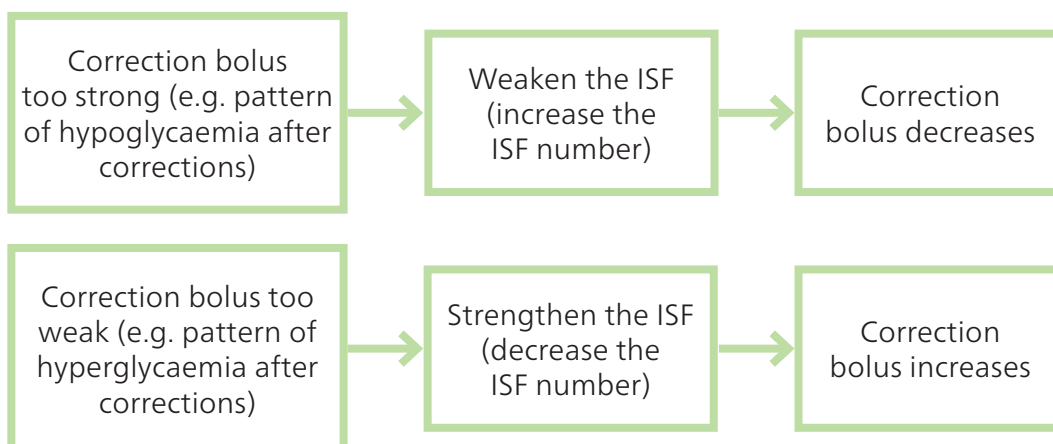 Correction bolus
too strong (e.g. pattern
of hypoglycaemia after
corrections)
Weaken the ISF
(increase the
ISF number)
Correction
bolus decreases
Correction bolus too
weak (e.g. pattern of
hyperglycaemia after
corrections)
Strengthen the ISF
(decrease the
ISF number)
Correction
bolus increases